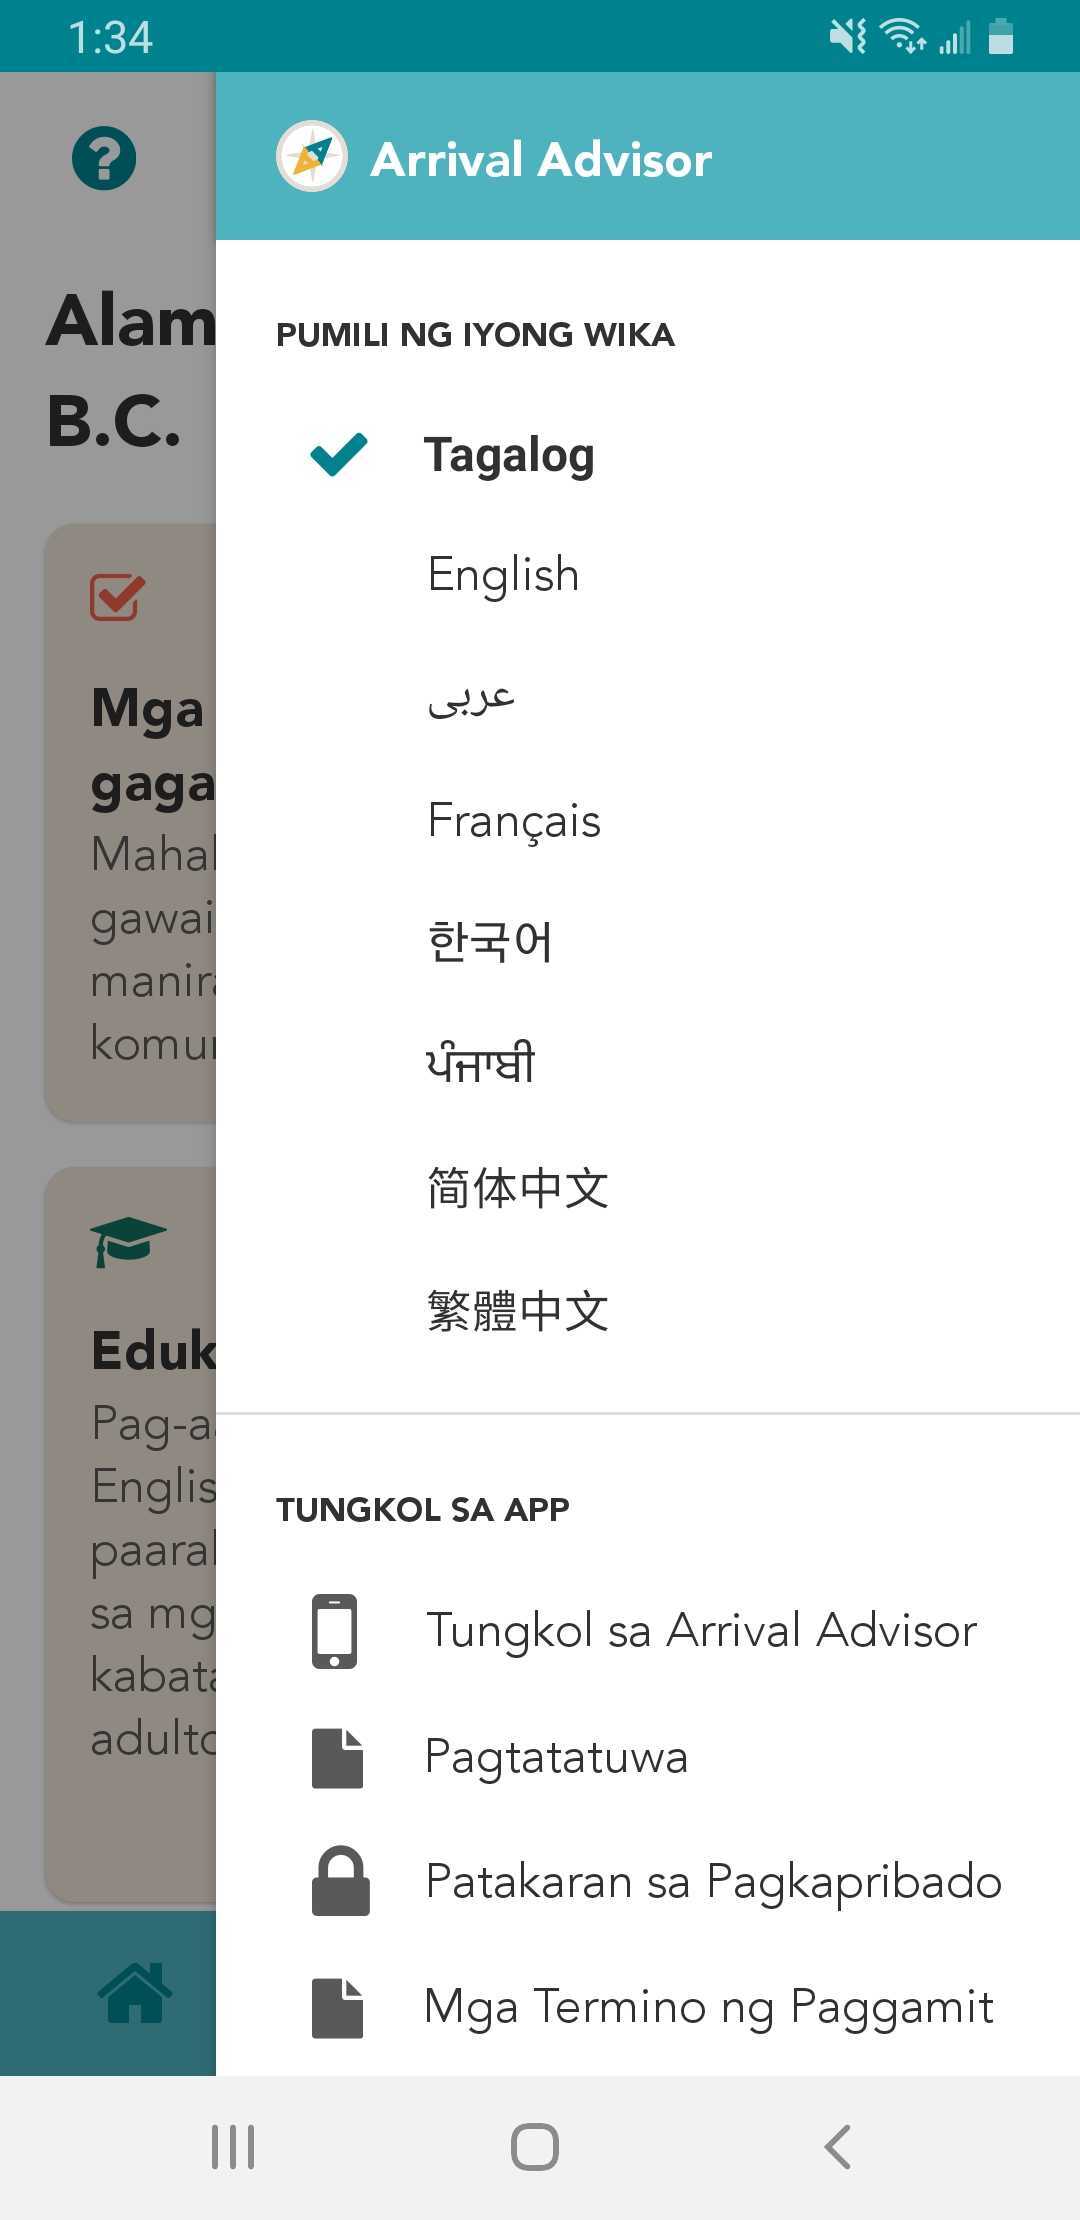 1:34
Arrival Advisor
PUMILI NG IYONG WIKA
Tagalog
English
عربى
Français
한국어
ਪੰਜਾਬੀ
简体中文
繁體中文
TUNGKOL SA APP
Tungkol sa Arrival Advisor
Pagtatatuwa
Patakaran sa Pagkapribado
Mga Termino ng Paggamit
Alam
B.C.
Mga
gaga
Mahal
gawai
manira
komun
Eduk
Pag-a
Englis
paaral
sa mg
kabata
adulto